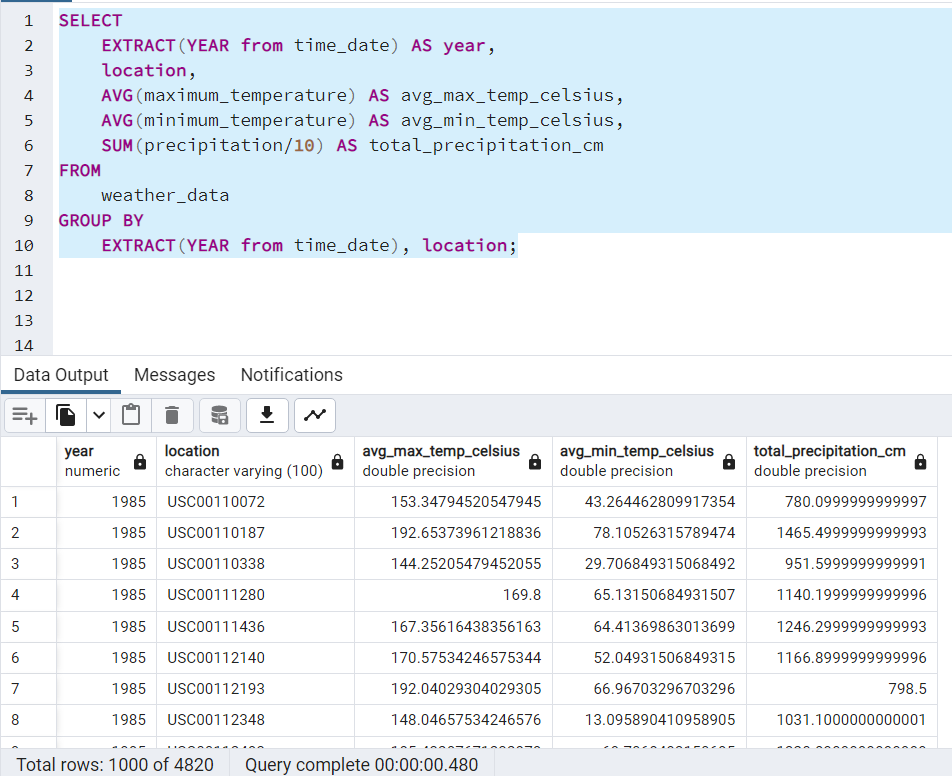 1 SELECT
2 EXTRACT(YEAR from time_date) AS year,
3 location,
4 AVG(maximum_temperature) AS avg_max_temp_celsius,
5 AVG(minimum_temperature) AS avg_min_temp_celsius,
6 SUM(precipitation/10) AS total_precipitation_cm
7 FROM
8 weather_data
9 GROUP BY
10 EXTRACT(YEAR from time_date), location;
11
12
13
14
Data Output Messages Notifications
year location avg_max_temp_celsius avg_min_temp_celsius total_precipitation_cm
numeric character varying (100) double precision double precision double precision
1 1985 USC00110072 153.34794520547945 43.264462809917354 780.0999999999997
2 1985 USC00110187 192.65373961218836 78.10526315789474 1465.4999999999993
3 1985 USC00110338 144.25205479452055 29.706849315068492 951.5999999999991
4 1985 USC00111280 169.8 65.13150684931507 1140.1999999999996
5 1985 USC00111436 167.35616438356163 64.41369863013699 1246.2999999999993
6 1985 USC00112140 170.57534246575344 52.04931506849315 1166.8999999999996
7 1985 USC00112193 192.04029304029305 66.96703296703296 798.5
8 1985 USC00112348 148.04657534246576 13.095890410958905 1031.1000000000001
Total rows: 1000 of 4820 Query complete 00:00:00.480